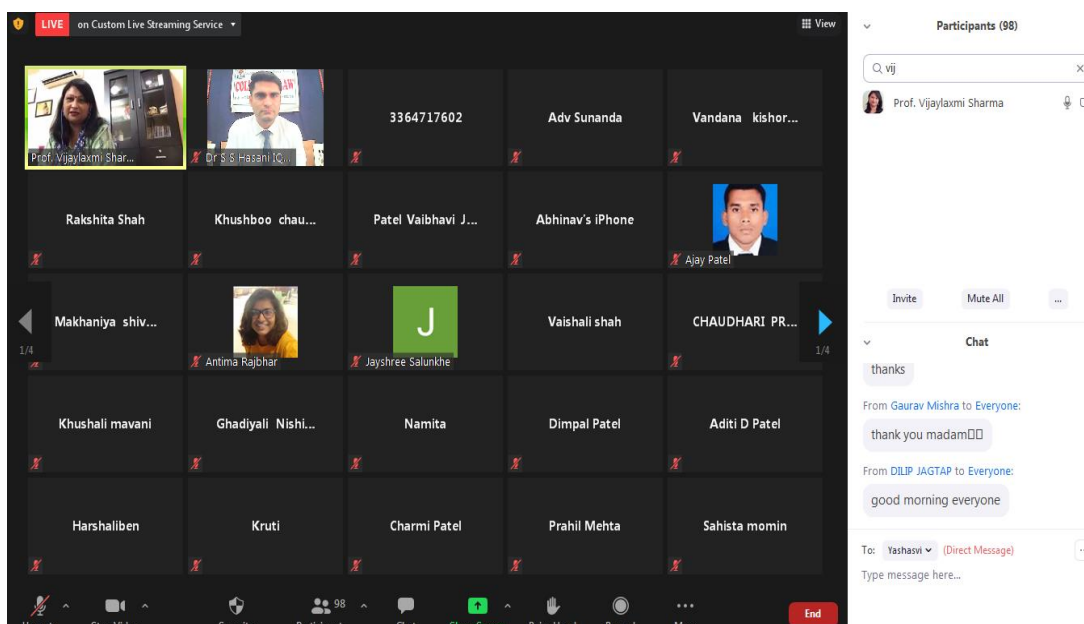 LIVE on Custom Live Streaming Service
View
Prof. Vijaylaxmi Shar...
Dr S S Hasani IQ...
3364717602
Adv Sunanda
Vandana kishor...
Rakshita Shah
Khushboo chau...
Patel Vaibhavi J...
Abhinav's iPhone
Ajay Patel
Makhaniya shiv...
Antima Rajbhar
J
Jayshree Salunkhe
Vaishali shah
CHAUDHARI PR...
1/4
1/4
Khushali mavani
Ghadiyali Nishi...
Namita
Dimpal Patel
Aditi D Patel
Harshaliben
Kruti
Charmi Patel
Prahil Mehta
Sahista momin
98
End
Participants (98)
vij
Prof. Vijaylaxmi Sharma
Invite
Mute All
...
Chat
thanks
From Gaurav Mishra to Everyone:
thank you madam
From DILIP JAGTAP to Everyone:
good morning everyone
To: Yashasvi (Direct Message)
Type message here...